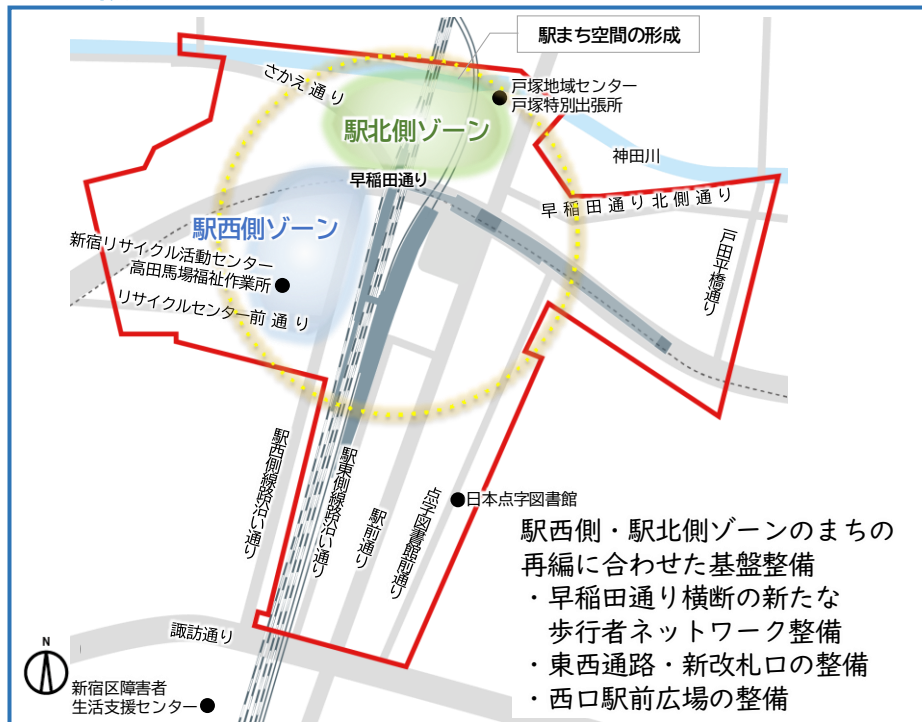 駅まち空間の形成
さかえ通り
戸塚地域センター
戸塚特別出張所
駅北側ゾーン
神田川
早稲田通り
早稲田通り北側通り
駅西側ゾーン
新宿リサイクル活動センター
高田馬場福祉作業所
戸田平橋通り
リサイクルセンター前通り
駅西側線路沿い通り
駅東側線路沿い通り
駅前通り
点字図書館前通り
日本点字図書館
駅西側・駅北側ゾーンのまちの
再編に合わせた基盤整備
・早稲田通り横断の新たな
歩行者ネットワーク整備
・東西通路・新改札口の整備
・西口駅前広場の整備
諏訪通り
N
新宿区障害者
生活支援センター